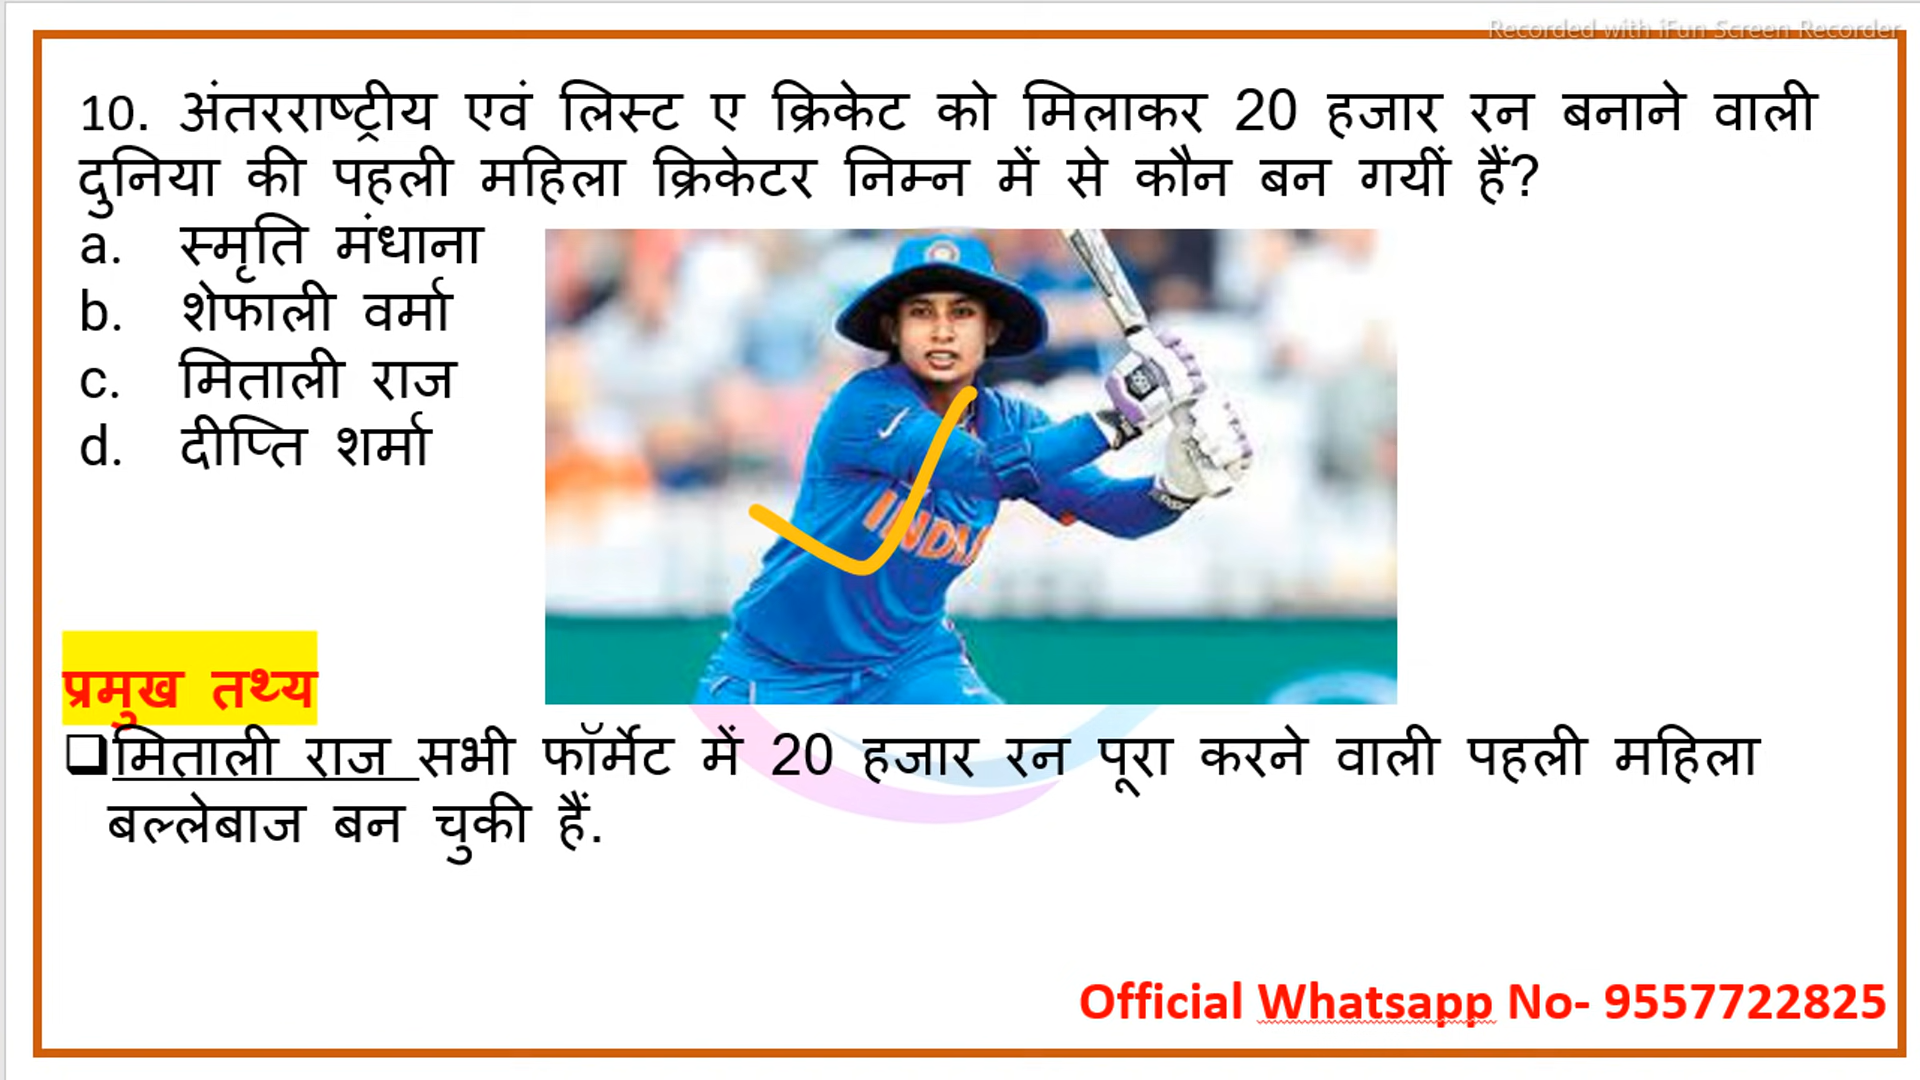 Recorded with iFun Screen Recorder
10. अंतरराष्ट्रीय एवं लिस्ट ए क्रिकेट को मिलाकर 20 हजार रन बनाने वाली
दुनिया की पहली महिला क्रिकेटर निम्न में से कौन बन गयीं हैं?
a. स्मृति मंधाना
b. शेफाली वर्मा
c. मिताली राज
d. दीप्ति शर्मा
INDIA
प्रमुख तथ्य
❑मिताली राज सभी फॉर्मेट में 20 हजार रन पूरा करने वाली पहली महिला
बल्लेबाज बन चुकी हैं.
Official Whatsapp No- 9557722825